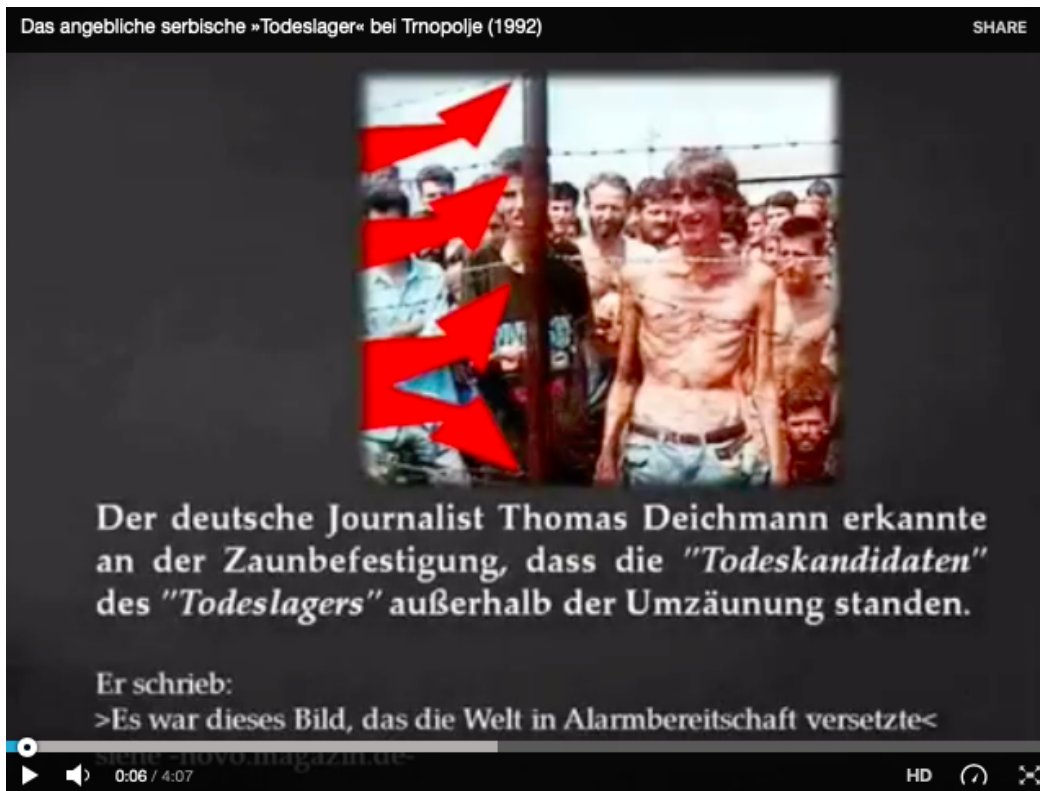 Das angebliche serbische »Todeslager« bei Trnopolje (1992)
SHARE
Der deutsche Journalist Thomas Deichmann erkannte
an der Zaunbefestigung, dass die "Todeskandidaten"
des "Todeslagers" außerhalb der Umzäunung standen.
Er schrieb:
>Es war dieses Bild, das die Welt in Alarmbereitschaft versetzte<
siehe -novo.magazin.de-
0:06 / 4:07
HD